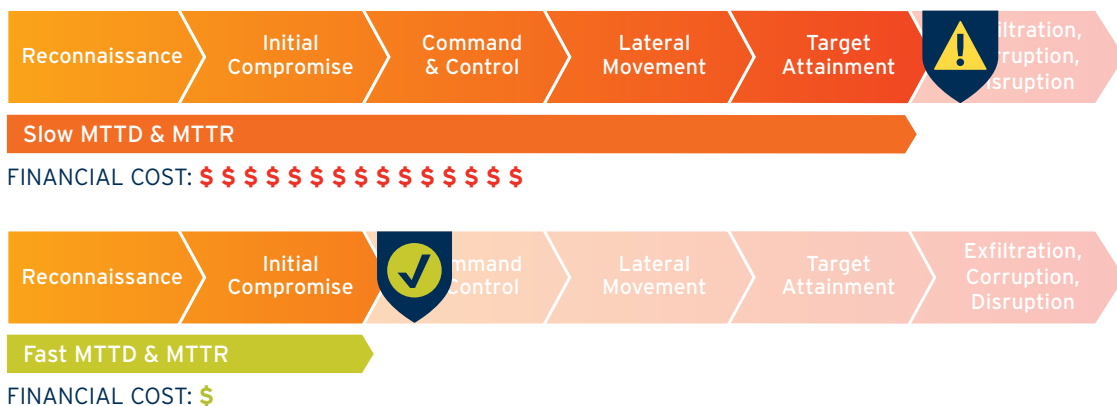 Reconnaissance
Initial
Compromise
Command
& Control
Lateral
Movement
Target
Attainment
Slow MTTD & MTTR
FINANCIAL COST: $ $ $ $ $ $ $ $ $ $ $ $ $ $ $
Reconnaissance
Initial
Compromise
Control
Lateral
Movement
Target
Attainment
Exfiltration,
Corruption,
Disruption
Fast MTTD & MTTR
FINANCIAL COST: $